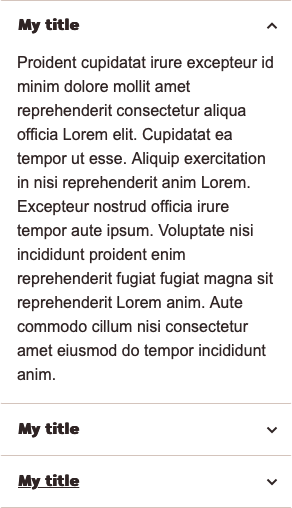 My title
Proident cupidatat irure excepteur id
minim dolore mollit amet
reprehenderit consectetur aliqua
officia Lorem elit. Cupidatat ea
tempor ut esse. Aliquip exercitation
in nisi reprehenderit anim Lorem.
Excepteur nostrud officia irure
tempor aute ipsum. Voluptate nisi
incididunt proident enim
reprehenderit fugiat fugiat magna sit
reprehenderit Lorem anim. Aute
commodo cillum nisi consectetur
amet eiusmod do tempor incididunt
anim.
My title
My title